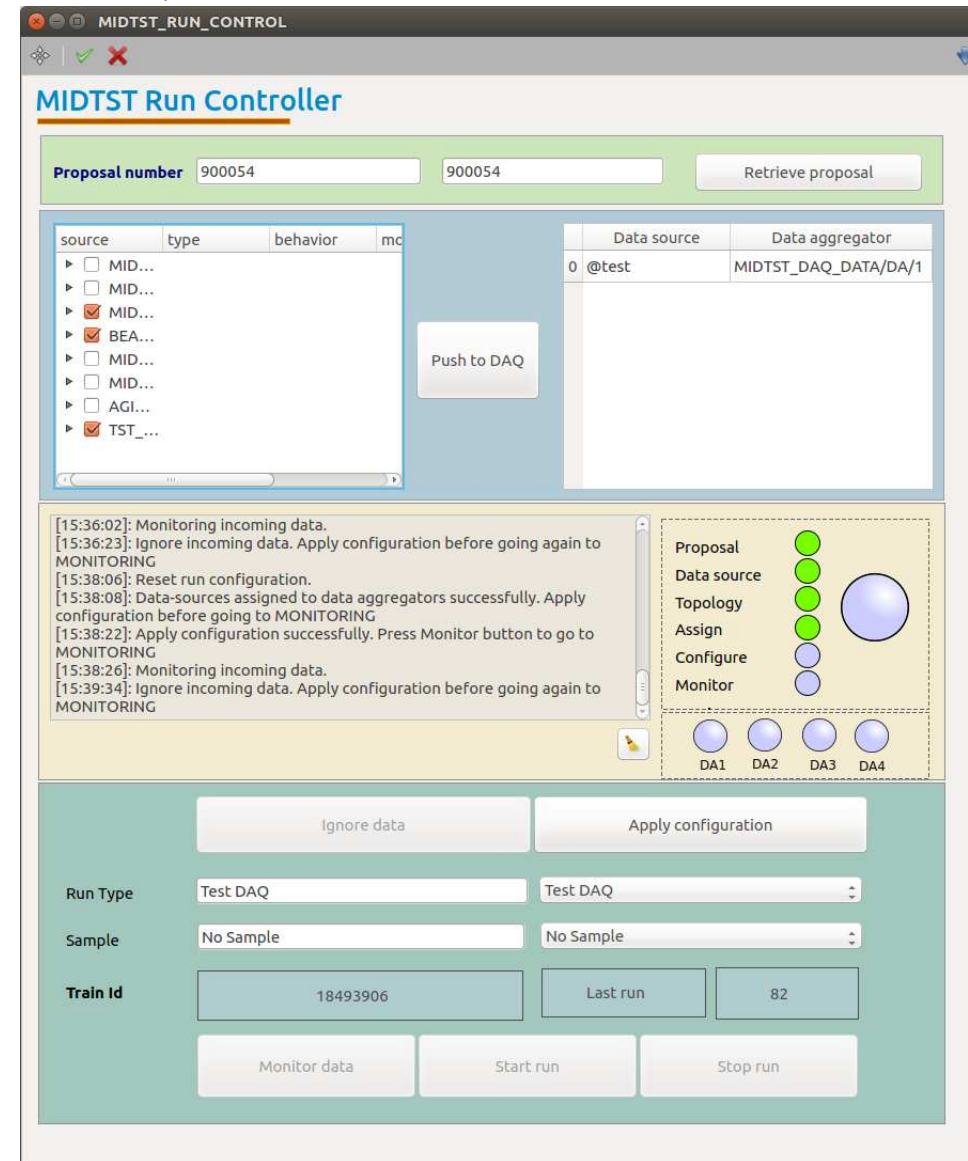 MIDTST_RUN_CONTROL
MIDTST Run Controller
Proposal number 900054 900054 Retrieve proposal
source type behavior mo
MID...
MID...
MID...
BEA...
MID...
MID...
AGI...
TST_...
Push to DAQ
Data source Data aggregator
0 @test MIDTST_DAQ_DATA/DA/1
[15:36:02]: Monitoring incoming data.
[15:36:23]: Ignore incoming data. Apply configuration before going again to
MONITORING
[15:38:06]: Reset run configuration.
[15:38:08]: Data-sources assigned to data aggregators successfully. Apply
configuration before going to MONITORING
[15:38:22]: Apply configuration successfully. Press Monitor button to go to
MONITORING
[15:38:26]: Monitoring incoming data.
[15:39:34]: Ignore incoming data. Apply configuration before going again to
MONITORING
Proposal
Data source
Topology
Assign
Configure
Monitor
DA1 DA2 DA3 DA4
Ignore data Apply configuration
Run Type Test DAQ Test DAQ
Sample No Sample No Sample
Train Id 18493906 Last run 82
Monitor data Start run Stop run